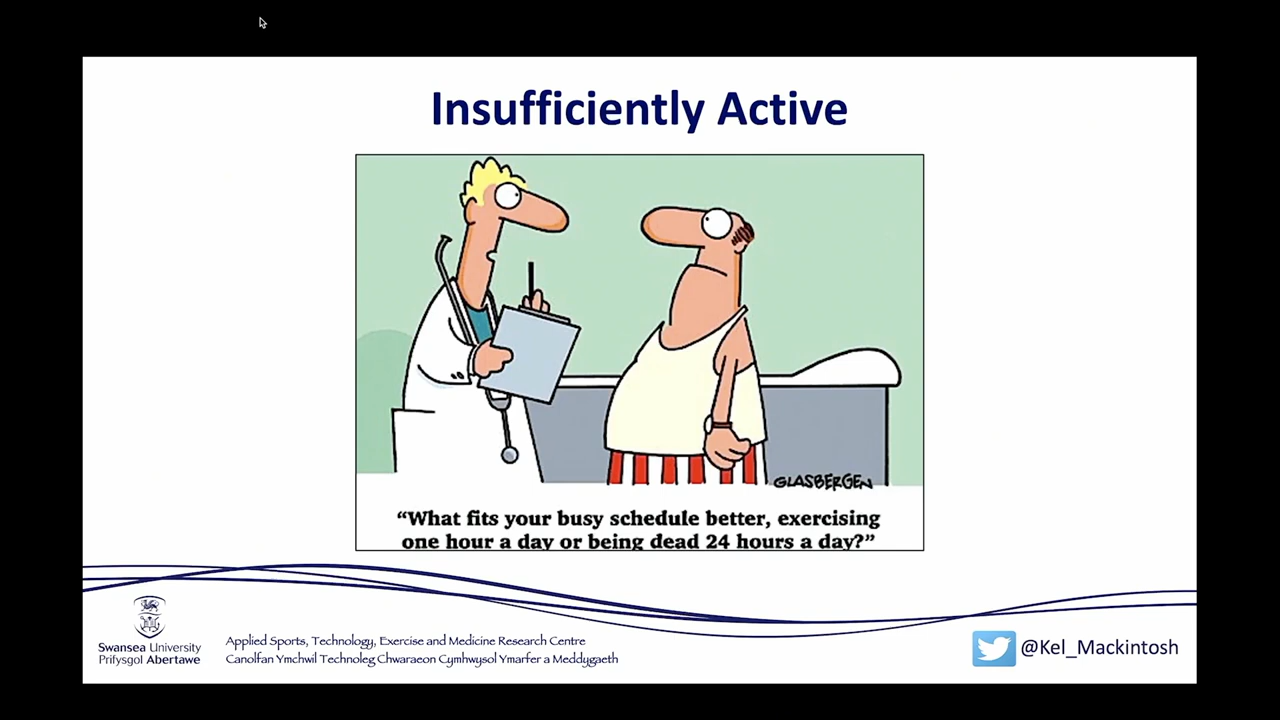 Insufficiently Active
GLASBERGEN
“What fits your busy schedule better, exercising
one hour a day or being dead 24 hours a day?”
Swansea University
Prifysgol Abertawe
Applied Sports, Technology, Exercise and Medicine Research Centre
Canolfan Ymchwil Technoleg Chwaraeon Cymhwysol Ymarfer a Meddygaeth
@Kel_Mackintosh